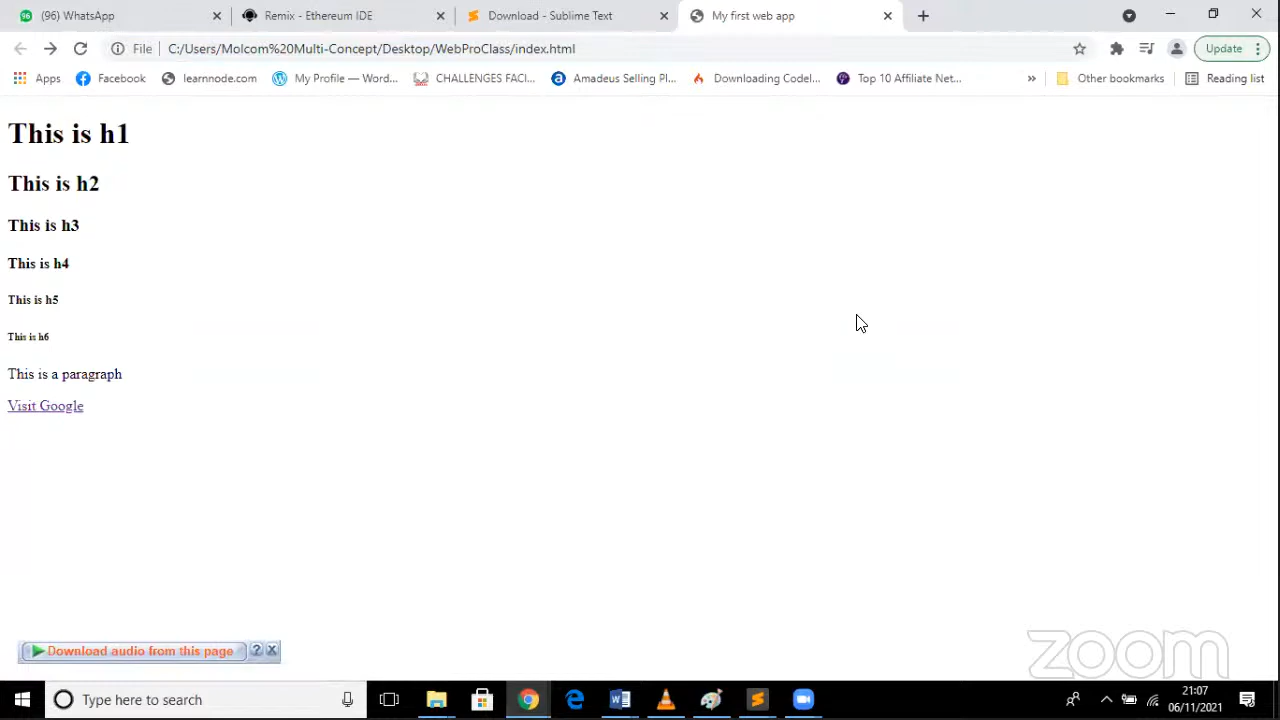 (96) WhatsApp
Remix - Ethereum IDE
Download - Sublime Text
My first web app
File
C:/Users/Molcom%20Multi-Concept/Desktop/WebProClass/index.html
Update
Apps
Facebook
learnnode.com
My Profile — Word...
CHALLENGES FACI...
Amadeus Selling Pl...
Downloading Codel...
Top 10 Affiliate Net...
»
Other bookmarks
Reading list
This is h1
This is h2
This is h3
This is h4
This is h5
This is h6
This is a paragraph
Visit Google
Download audio from this page
zoom
Type here to search
21:07
06/11/2021